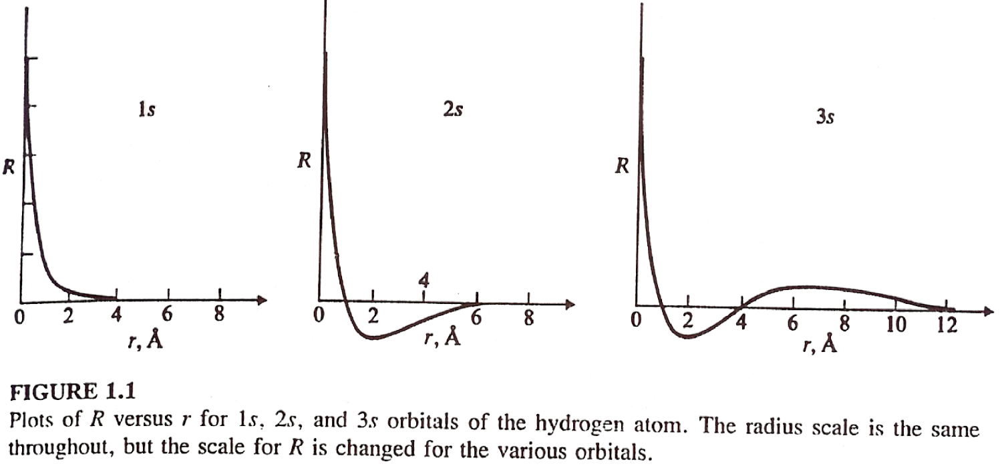 1s
2s
3s
R
R
R
4
0 2 4 6 8
0 2 6 8
0 2 4 6 8 10 12
r, Å
r, Å
r, Å
FIGURE 1.1
Plots of R versus r for 1s, 2s, and 3s orbitals of the hydrogen atom. The radius scale is the same
throughout, but the scale for R is changed for the various orbitals.